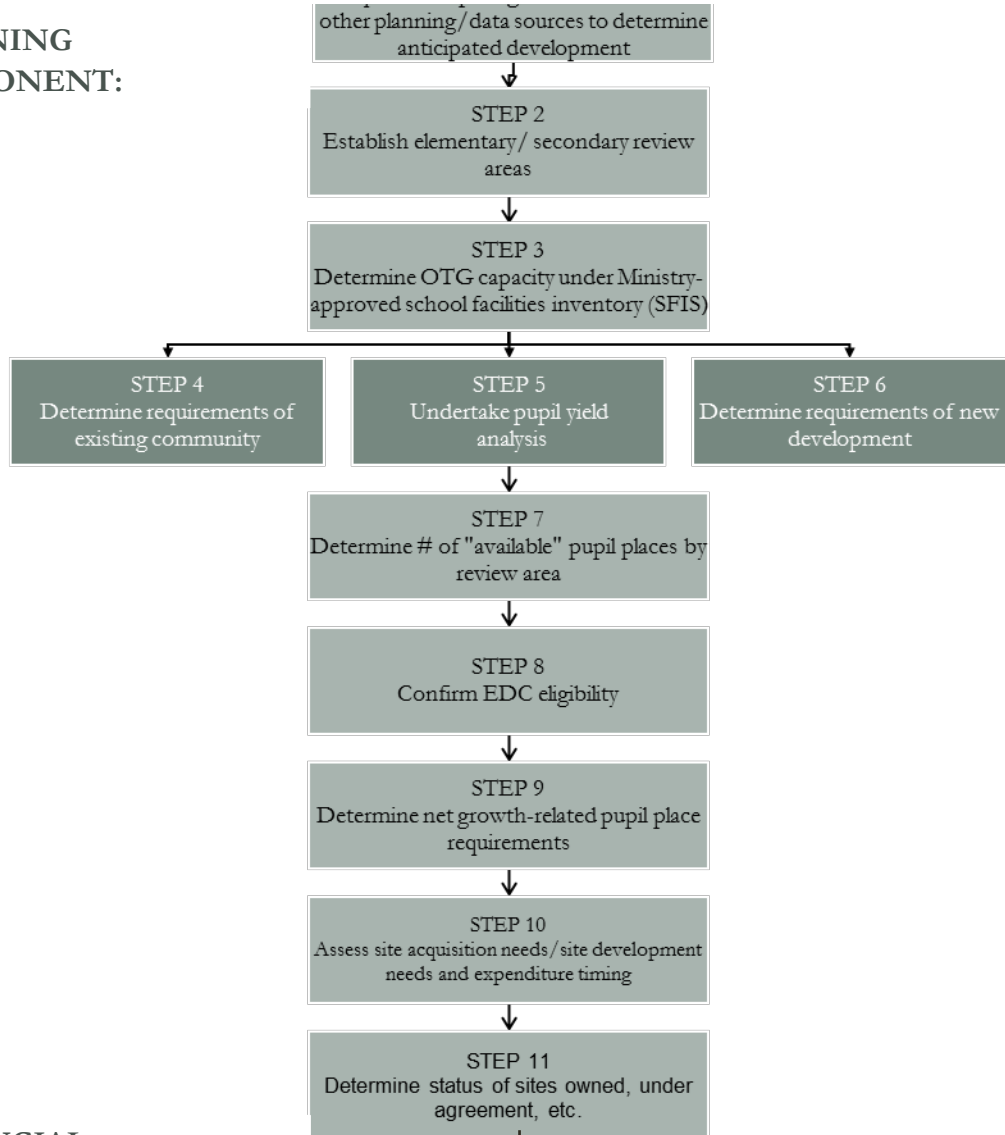 NING
ONENT:
other planning/data sources to determine
anticipated development
STEP 2
Establish elementary/ secondary review
areas
STEP 3
Determine OTG capacity under Ministry-
approved school facilities inventory (SFIS)
STEP 4
Determine requirements of
existing community
STEP 5
Undertake pupil yield
analysis
STEP 6
Determine requirements of new
development
STEP 7
Determine # of "available" pupil places by
review area
STEP 8
Confirm EDC eligibility
STEP 9
Determine net growth-related pupil place
requirements
STEP 10
Assess site acquisition needs/site development
needs and expenditure timing
STEP 11
Determine status of sites owned, under
agreement, etc.